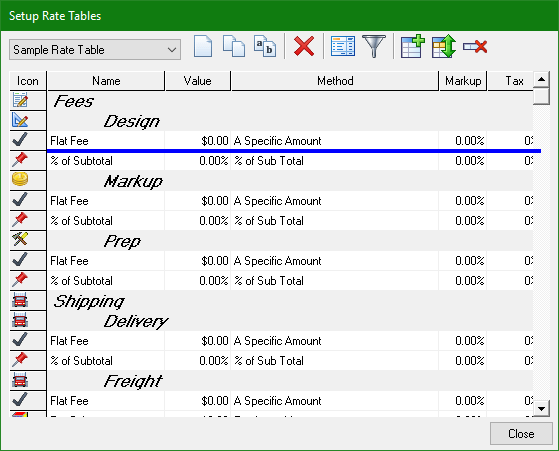 Setup Rate Tables
Sample Rate Table
a b
Icon Name Value Method Markup Tax
Fees
Design
Flat Fee $0.00 A Specific Amount 0.00% 0%
% of Subtotal 0.00% % of Sub Total 0.00% 0%
Markup
Flat Fee $0.00 A Specific Amount 0.00% 0%
% of Subtotal 0.00% % of Sub Total 0.00% 0%
Prep
Flat Fee $0.00 A Specific Amount 0.00% 0%
% of Subtotal 0.00% % of Sub Total 0.00% 0%
Shipping
Delivery
Flat Fee $0.00 A Specific Amount 0.00% 0%
% of Subtotal 0.00% % of Sub Total 0.00% 0%
Freight
Flat Fee $0.00 A Specific Amount 0.00% 0%
Close